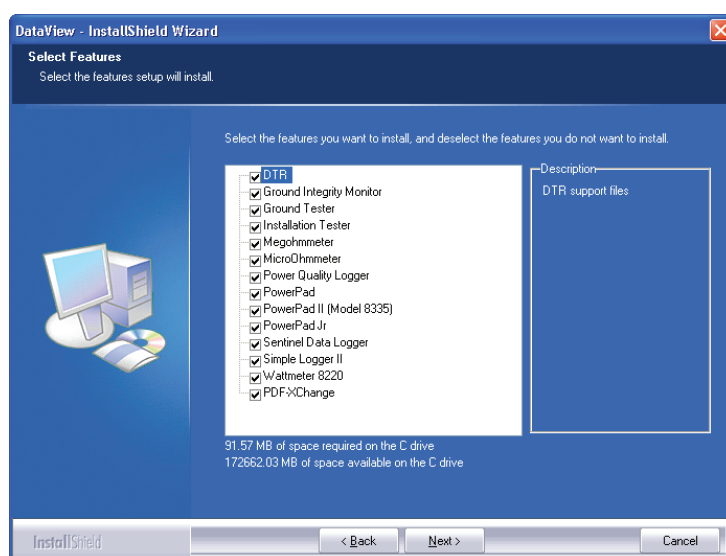 DataView - InstallShield Wizard
Select Features
Select the features setup will install.
Select the features you want to install, and deselect the features you do not want to install.
DTR
Ground Integrity Monitor
Ground Tester
Installation Tester
Megohmmeter
MicroOhmmeter
Power Quality Logger
PowerPad
PowerPad II (Model 8335)
PowerPad Jr
Sentinel Data Logger
Simple Logger II
Wattmeter 8220
PDF-XChange
Description
DTR support files
91.57 MB of space required on the C drive
172662.03 MB of space available on the C drive
InstallShield
< Back
Next >
Cancel